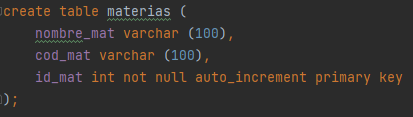 create table materias (
nombre_mat varchar (100),
cod_mat varchar (100),
id_mat int not null auto_increment primary key
);